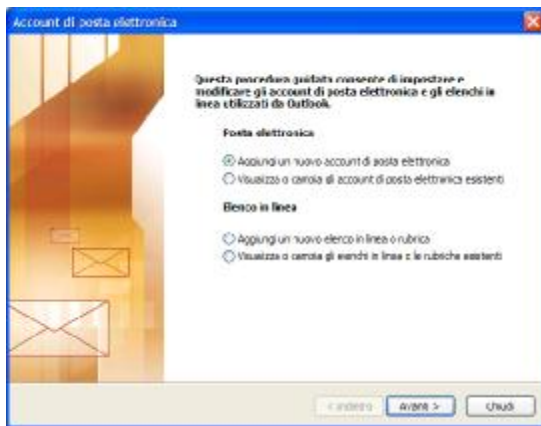 Account di posta elettronica
Questa procedura guidata consente di impostare e
modificare gli account di posta elettronica e gli elenchi in
linea utilizzati da Outlook.
Posta elettronica
Aggiungi un nuovo account di posta elettronica
Visualizza o cambia gli account di posta elettronica esistenti
Elenco in linea
Aggiungi un nuovo elenco in linea o rubrica
Visualizza o cambia gli elenchi in linea e le rubriche esistenti
< Indietro Avanti > Chiudi